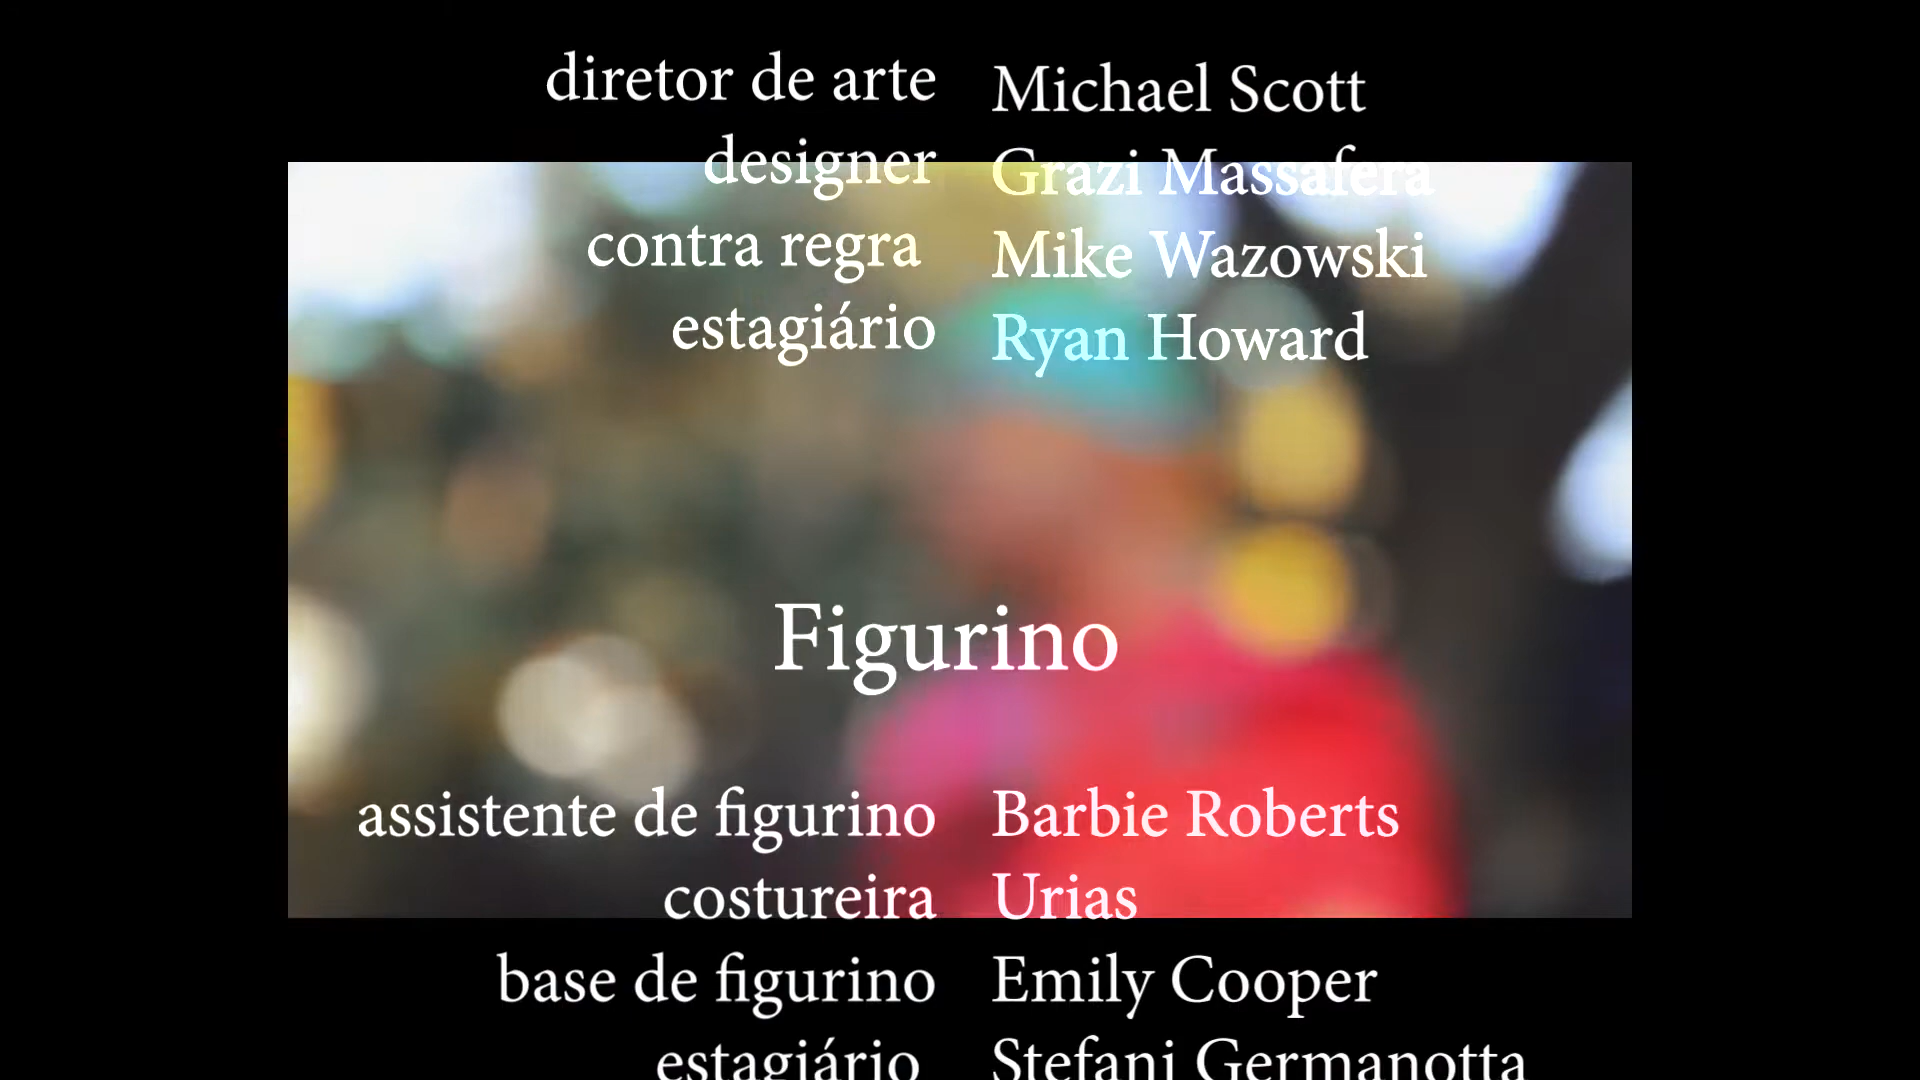 diretor de arte Michael Scott
designer Grazi Massafera
contra regra Mike Wazowski
estagiário Ryan Howard
Figurino
assistente de figurino Barbie Roberts
costureira Urias
base de figurino Emily Cooper
estagiário Stefani Germanotta